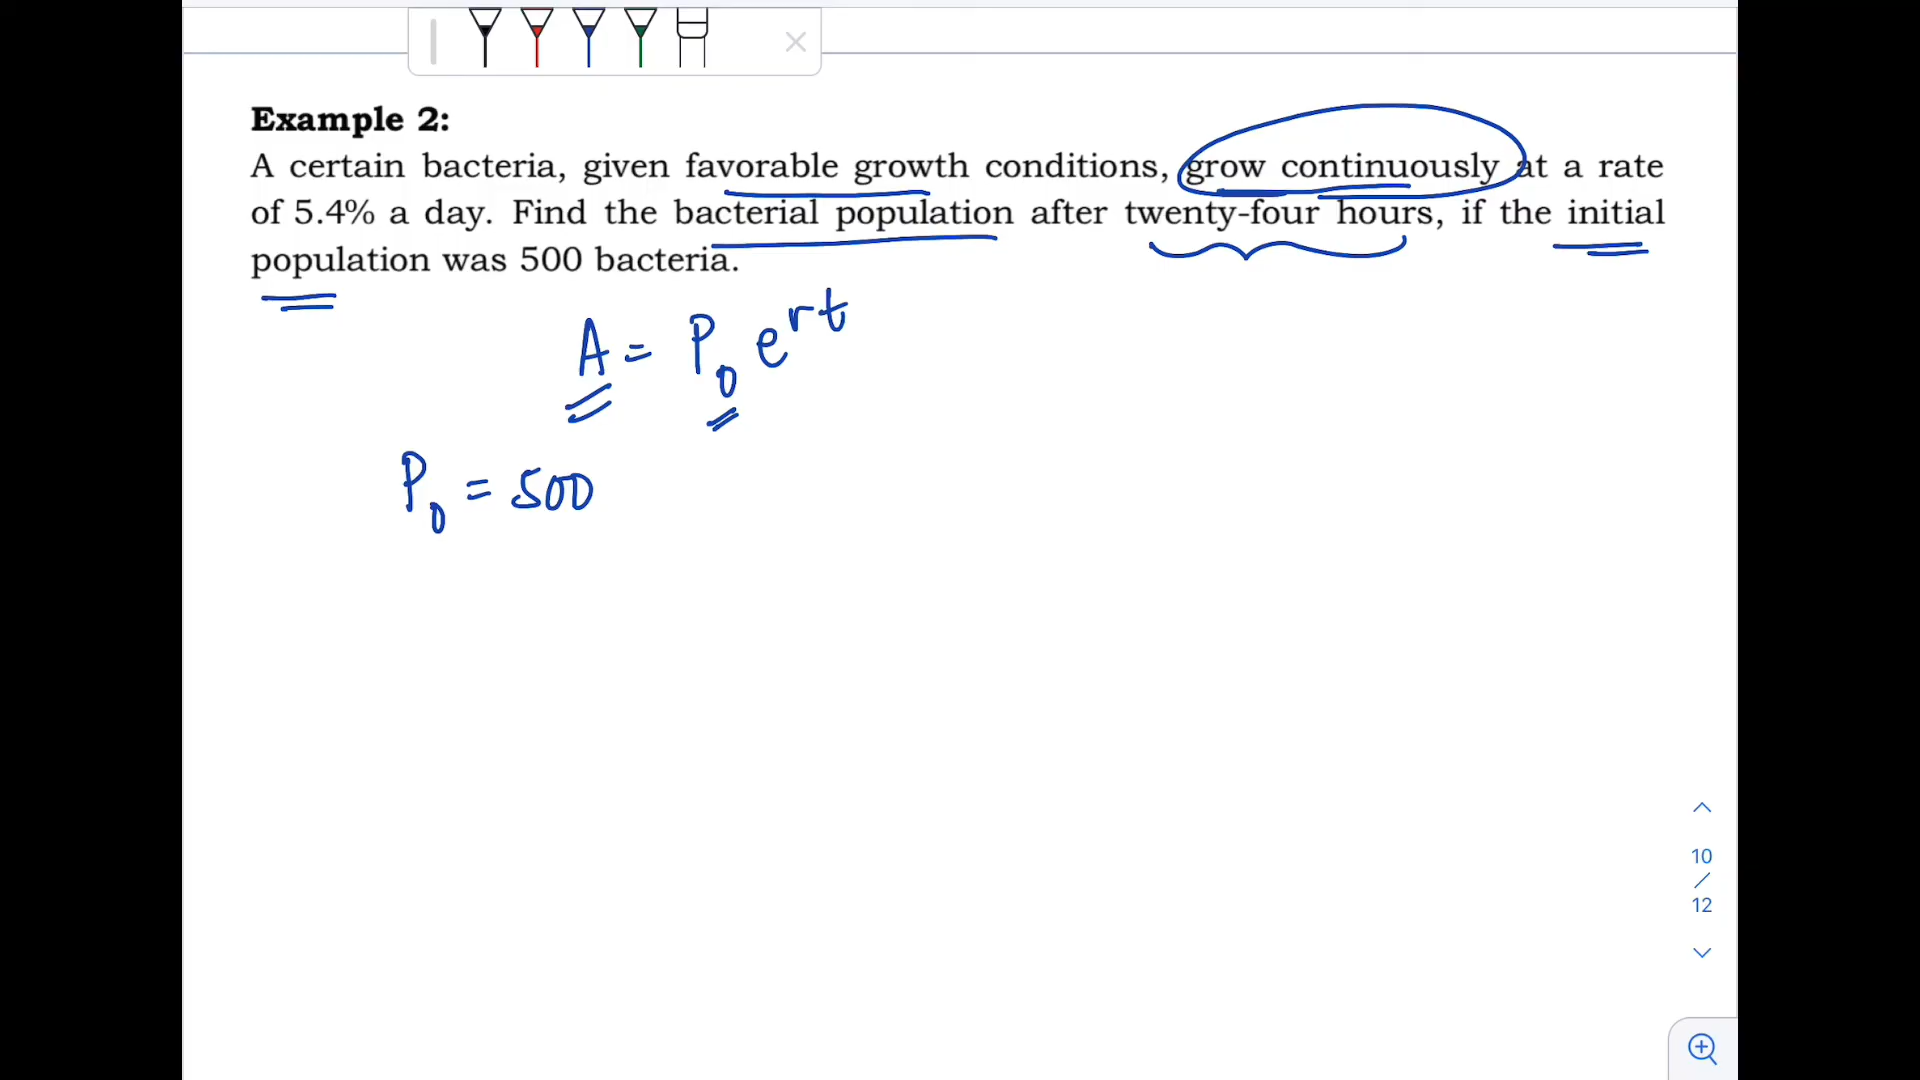 Example 2:
A certain bacteria, given favorable growth conditions, grow continuously at a rate
of 5.4% a day. Find the bacterial population after twenty-four hours, if the initial
population was 500 bacteria.
A = P₀ e^{rt}
P₀ = 500
10
/
12